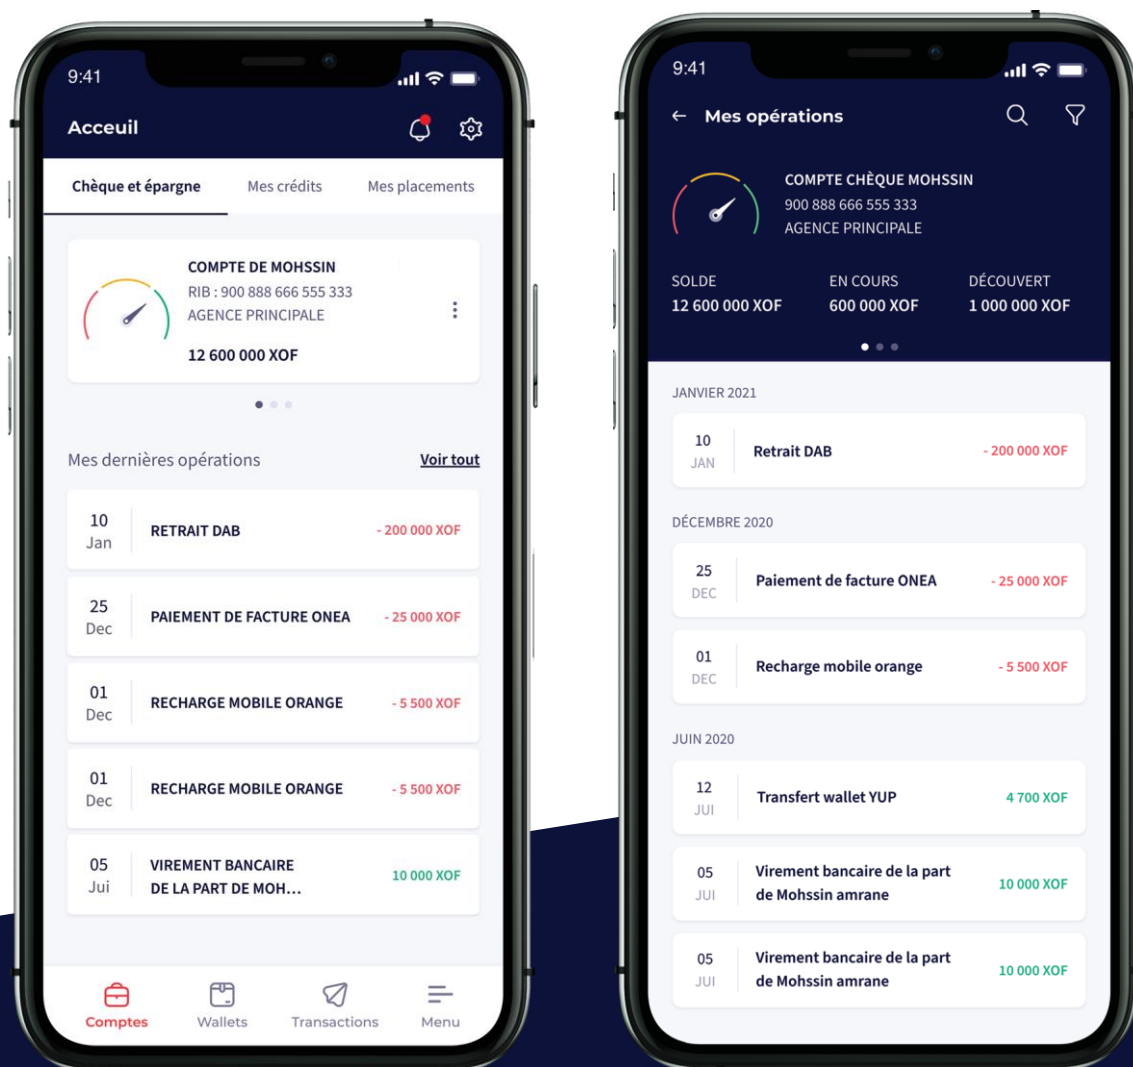 9:41
Acceuil
Chèque et épargne
Mes crédits
Mes placements
COMPTE DE MOHSSIN
RIB : 900 888 666 555 333
AGENCE PRINCIPALE
12 600 000 XOF
Mes dernières opérations
Voir tout
10
Jan
RETRAIT DAB
- 200 000 XOF
25
Dec
PAIEMENT DE FACTURE ONEA
- 25 000 XOF
01
Dec
RECHARGE MOBILE ORANGE
- 5 500 XOF
01
Dec
RECHARGE MOBILE ORANGE
- 5 500 XOF
05
Jui
VIREMENT BANCAIRE
DE LA PART DE MOH...
10 000 XOF
Comptes
Wallets
Transactions
Menu
9:41
← Mes opérations
COMPTE CHÈQUE MOHSSIN
900 888 666 555 333
AGENCE PRINCIPALE
SOLDE
12 600 000 XOF
EN COURS
600 000 XOF
DÉCOUVERT
1 000 000 XOF
JANVIER 2021
10
JAN
Retrait DAB
- 200 000 XOF
DÉCEMBRE 2020
25
DEC
Paiement de facture ONEA
- 25 000 XOF
01
DEC
Recharge mobile orange
- 5 500 XOF
JUIN 2020
12
JUI
Transfert wallet YUP
4 700 XOF
05
JUI
Virement bancaire de la part
de Mohssin amrane
10 000 XOF
05
JUI
Virement bancaire de la part
de Mohssin amrane
10 000 XOF